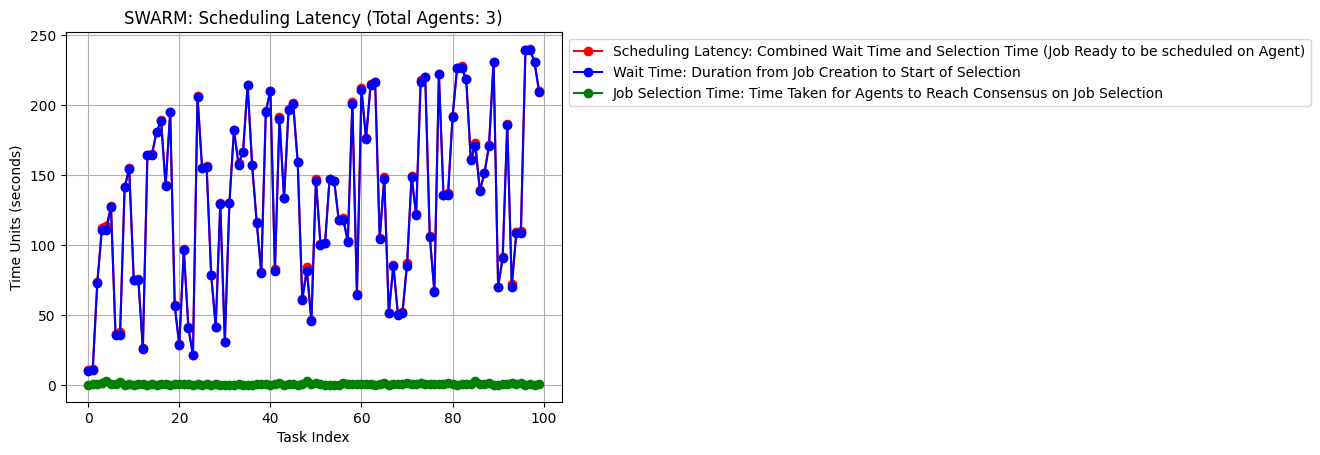 SWARM: Scheduling Latency (Total Agents: 3)
Scheduling Latency: Combined Wait Time and Selection Time (Job Ready to be scheduled on Agent)
Wait Time: Duration from Job Creation to Start of Selection
Job Selection Time: Time Taken for Agents to Reach Consensus on Job Selection
Time Units (seconds)
250
200
150
100
50
0
0 20 40 60 80 100
Task Index